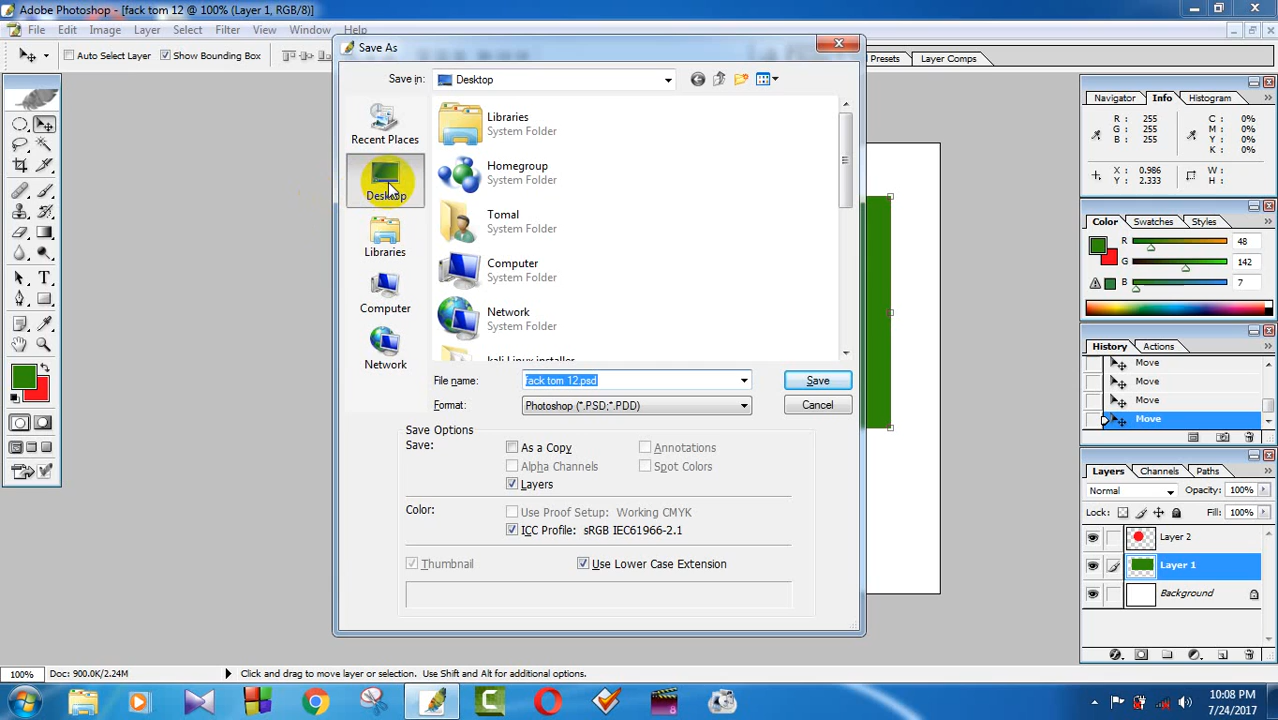 Adobe Photoshop - [fack tom 12 @ 100% (Layer 1, RGB/8)]
File Edit Image Layer Select Filter View Window
Auto Select Layer Show Bounding Box
Presets Layer Comps
Save As
Save in: Desktop
Recent Places
Desktop
Libraries
Computer
Network
Libraries
System Folder
Homegroup
System Folder
Tomal
System Folder
Computer
System Folder
Network
System Folder
kali Linux installer
File name: fack tom 12.psd
Save
Format: Photoshop (*.PSD;*.PDD)
Cancel
Save Options
Save: As a Copy Annotations
Alpha Channels Spot Colors
Layers
Color: Use Proof Setup: Working CMYK
ICC Profile: sRGB IEC61966-2.1
Thumbnail Use Lower Case Extension
Navigator Info Histogram
R : 255 C : 0%
G : 255 M : 0%
B : 255 Y : 0%
K : 0%
X : 0.986 W :
Y : 2.333 H :
Color Swatches Styles
R 48
G 142
B 7
History Actions
Move
Move
Move
Move
Layers Channels Paths
Normal Opacity: 100%
Lock: Fill: 100%
Layer 2
Layer 1
Background
100% Doc: 900.0K/2.24M Click and drag to move layer or selection. Use Shift and Alt for additional options.
10:08 PM
7/24/2017